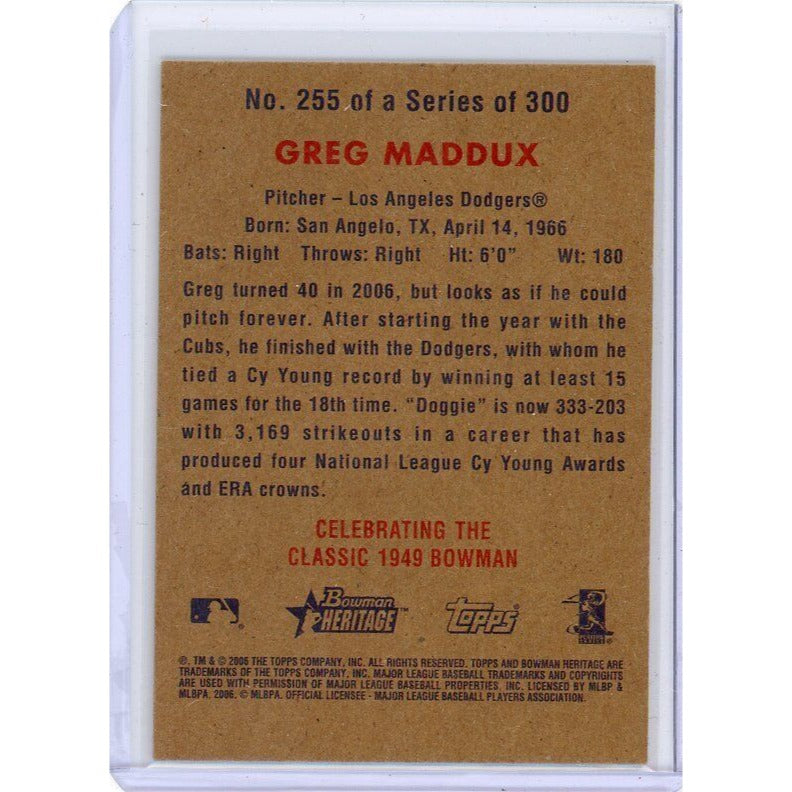 No. 255 of a Series of 300
GREG MADDUX
Pitcher – Los Angeles Dodgers®
Born: San Angelo, TX, April 14, 1966
Bats: Right Throws: Right Ht: 6'0" Wt: 180
Greg turned 40 in 2006, but looks as if he could
pitch forever. After starting the year with the
Cubs, he finished with the Dodgers, with whom he
tied a Cy Young record by winning at least 15
games for the 18th time. “Doggie” is now 333-203
with 3,169 strikeouts in a career that has
produced four National League Cy Young Awards
and ERA crowns.
CELEBRATING THE
CLASSIC 1949 BOWMAN
Bowman HERITAGE™ Topps®
®, TM & © 2006 THE TOPPS COMPANY, INC. ALL RIGHTS RESERVED. TOPPS AND BOWMAN HERITAGE ARE
TRADEMARKS OF THE TOPPS COMPANY, INC. MAJOR LEAGUE BASEBALL TRADEMARKS AND COPYRIGHTS
ARE USED WITH PERMISSION OF MAJOR LEAGUE BASEBALL PROPERTIES, INC. LICENSED BY MLBP &
MLBPA, 2006. © MLBPA. OFFICIAL LICENSEE - MAJOR LEAGUE BASEBALL PLAYERS ASSOCIATION.